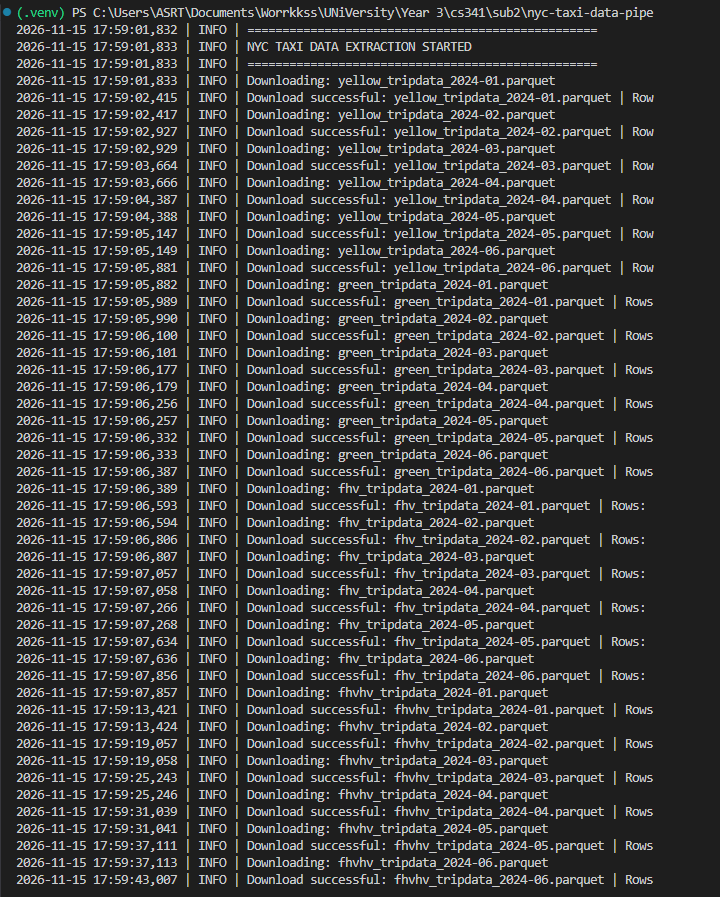 (.venv) PS C:\Users\ASRT\Documents\Worrkkss\UNiVersity\Year 3\cs341\sub2\nyc-taxi-data-pipe
2026-11-15 17:59:01,832 | INFO | ==================================================
2026-11-15 17:59:01,833 | INFO | NYC TAXI DATA EXTRACTION STARTED
2026-11-15 17:59:01,833 | INFO | ==================================================
2026-11-15 17:59:01,833 | INFO | Downloading: yellow_tripdata_2024-01.parquet
2026-11-15 17:59:02,415 | INFO | Download successful: yellow_tripdata_2024-01.parquet | Row
2026-11-15 17:59:02,417 | INFO | Downloading: yellow_tripdata_2024-02.parquet
2026-11-15 17:59:02,927 | INFO | Download successful: yellow_tripdata_2024-02.parquet | Row
2026-11-15 17:59:02,929 | INFO | Downloading: yellow_tripdata_2024-03.parquet
2026-11-15 17:59:03,664 | INFO | Download successful: yellow_tripdata_2024-03.parquet | Row
2026-11-15 17:59:03,666 | INFO | Downloading: yellow_tripdata_2024-04.parquet
2026-11-15 17:59:04,387 | INFO | Download successful: yellow_tripdata_2024-04.parquet | Row
2026-11-15 17:59:04,388 | INFO | Downloading: yellow_tripdata_2024-05.parquet
2026-11-15 17:59:05,147 | INFO | Download successful: yellow_tripdata_2024-05.parquet | Row
2026-11-15 17:59:05,149 | INFO | Downloading: yellow_tripdata_2024-06.parquet
2026-11-15 17:59:05,881 | INFO | Download successful: yellow_tripdata_2024-06.parquet | Row
2026-11-15 17:59:05,882 | INFO | Downloading: green_tripdata_2024-01.parquet
2026-11-15 17:59:05,989 | INFO | Download successful: green_tripdata_2024-01.parquet | Rows
2026-11-15 17:59:05,990 | INFO | Downloading: green_tripdata_2024-02.parquet
2026-11-15 17:59:06,100 | INFO | Download successful: green_tripdata_2024-02.parquet | Rows
2026-11-15 17:59:06,101 | INFO | Downloading: green_tripdata_2024-03.parquet
2026-11-15 17:59:06,177 | INFO | Download successful: green_tripdata_2024-03.parquet | Rows
2026-11-15 17:59:06,179 | INFO | Downloading: green_tripdata_2024-04.parquet
2026-11-15 17:59:06,256 | INFO | Download successful: green_tripdata_2024-04.parquet | Rows
2026-11-15 17:59:06,257 | INFO | Downloading: green_tripdata_2024-05.parquet
2026-11-15 17:59:06,332 | INFO | Download successful: green_tripdata_2024-05.parquet | Rows
2026-11-15 17:59:06,333 | INFO | Downloading: green_tripdata_2024-06.parquet
2026-11-15 17:59:06,387 | INFO | Download successful: green_tripdata_2024-06.parquet | Rows
2026-11-15 17:59:06,389 | INFO | Downloading: fhv_tripdata_2024-01.parquet
2026-11-15 17:59:06,593 | INFO | Download successful: fhv_tripdata_2024-01.parquet | Rows:
2026-11-15 17:59:06,594 | INFO | Downloading: fhv_tripdata_2024-02.parquet
2026-11-15 17:59:06,806 | INFO | Download successful: fhv_tripdata_2024-02.parquet | Rows:
2026-11-15 17:59:06,807 | INFO | Downloading: fhv_tripdata_2024-03.parquet
2026-11-15 17:59:07,057 | INFO | Download successful: fhv_tripdata_2024-03.parquet | Rows:
2026-11-15 17:59:07,058 | INFO | Downloading: fhv_tripdata_2024-04.parquet
2026-11-15 17:59:07,266 | INFO | Download successful: fhv_tripdata_2024-04.parquet | Rows:
2026-11-15 17:59:07,268 | INFO | Downloading: fhv_tripdata_2024-05.parquet
2026-11-15 17:59:07,634 | INFO | Download successful: fhv_tripdata_2024-05.parquet | Rows:
2026-11-15 17:59:07,636 | INFO | Downloading: fhv_tripdata_2024-06.parquet
2026-11-15 17:59:07,856 | INFO | Download successful: fhv_tripdata_2024-06.parquet | Rows:
2026-11-15 17:59:07,857 | INFO | Downloading: fhvhv_tripdata_2024-01.parquet
2026-11-15 17:59:13,421 | INFO | Download successful: fhvhv_tripdata_2024-01.parquet | Rows
2026-11-15 17:59:13,424 | INFO | Downloading: fhvhv_tripdata_2024-02.parquet
2026-11-15 17:59:19,057 | INFO | Download successful: fhvhv_tripdata_2024-02.parquet | Rows
2026-11-15 17:59:19,058 | INFO | Downloading: fhvhv_tripdata_2024-03.parquet
2026-11-15 17:59:25,243 | INFO | Download successful: fhvhv_tripdata_2024-03.parquet | Rows
2026-11-15 17:59:25,246 | INFO | Downloading: fhvhv_tripdata_2024-04.parquet
2026-11-15 17:59:31,039 | INFO | Download successful: fhvhv_tripdata_2024-04.parquet | Rows
2026-11-15 17:59:31,041 | INFO | Downloading: fhvhv_tripdata_2024-05.parquet
2026-11-15 17:59:37,111 | INFO | Download successful: fhvhv_tripdata_2024-05.parquet | Rows
2026-11-15 17:59:37,113 | INFO | Downloading: fhvhv_tripdata_2024-06.parquet
2026-11-15 17:59:43,007 | INFO | Download successful: fhvhv_tripdata_2024-06.parquet | Rows